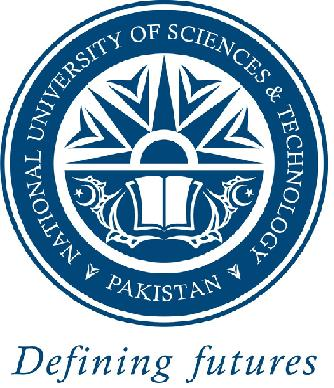 NATIONAL UNIVERSITY OF SCIENCES & TECHNOLOGY
PAKISTAN
Defining futures